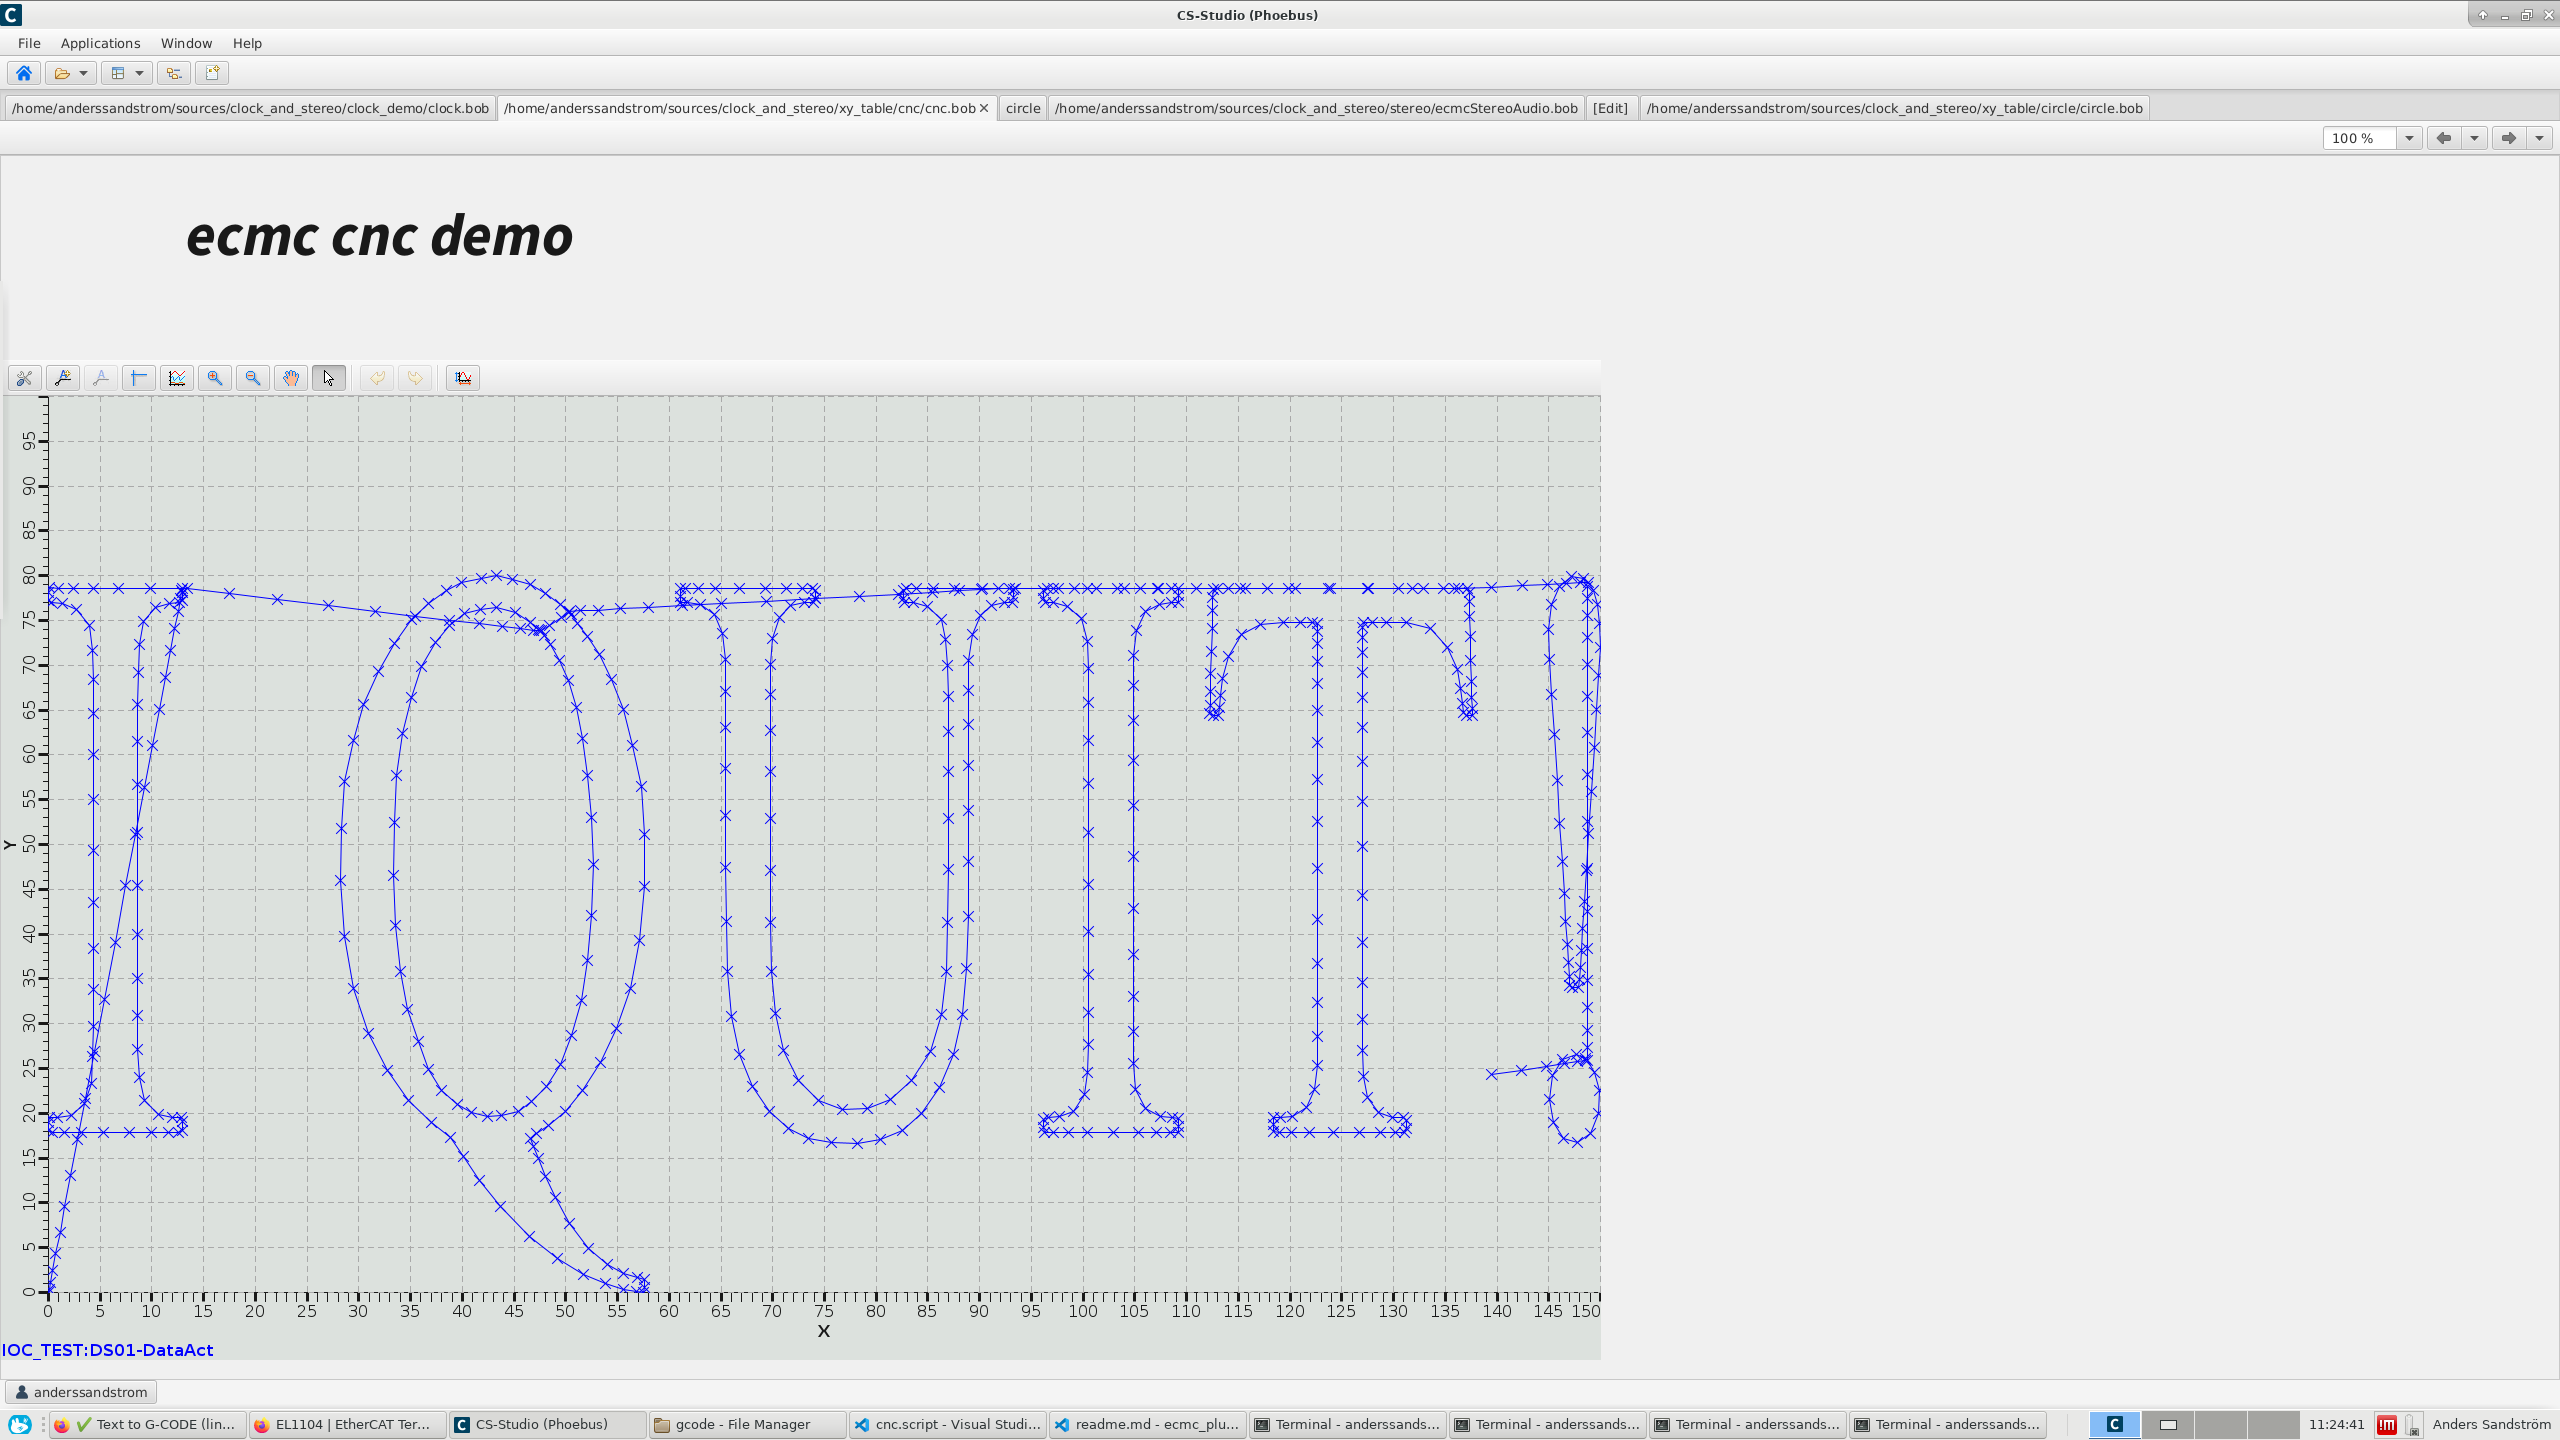 CS-Studio (Phoebus)
File Applications Window Help
/home/anderssandstrom/sources/clock_and_stereo/clock_demo/clock.bob /home/anderssandstrom/sources/clock_and_stereo/xy_table/cnc/cnc.bob circle /home/anderssandstrom/sources/clock_and_stereo/stereo/ecmcStereoAudio.bob [Edit] /home/anderssandstrom/sources/clock_and_stereo/xy_table/circle/circle.bob
100 %
ecmc cnc demo
95
90
85
80
75
70
65
60
55
50
45
40
35
30
25
20
15
10
5
0
Y
IQUIT!
0 5 10 15 20 25 30 35 40 45 50 55 60 65 70 75 80 85 90 95 100 105 110 115 120 125 130 135 140 145 150
X
IOC_TEST:DS01-DataAct
anderssandstrom
Text to G-CODE (lin... EL1104 | EtherCAT Ter... CS-Studio (Phoebus) gcode - File Manager cnc.script - Visual Studi... readme.md - ecmc_plu... Terminal - anderssands... Terminal - anderssands... Terminal - anderssands... Terminal - anderssands... 11:24:41 Anders Sandström